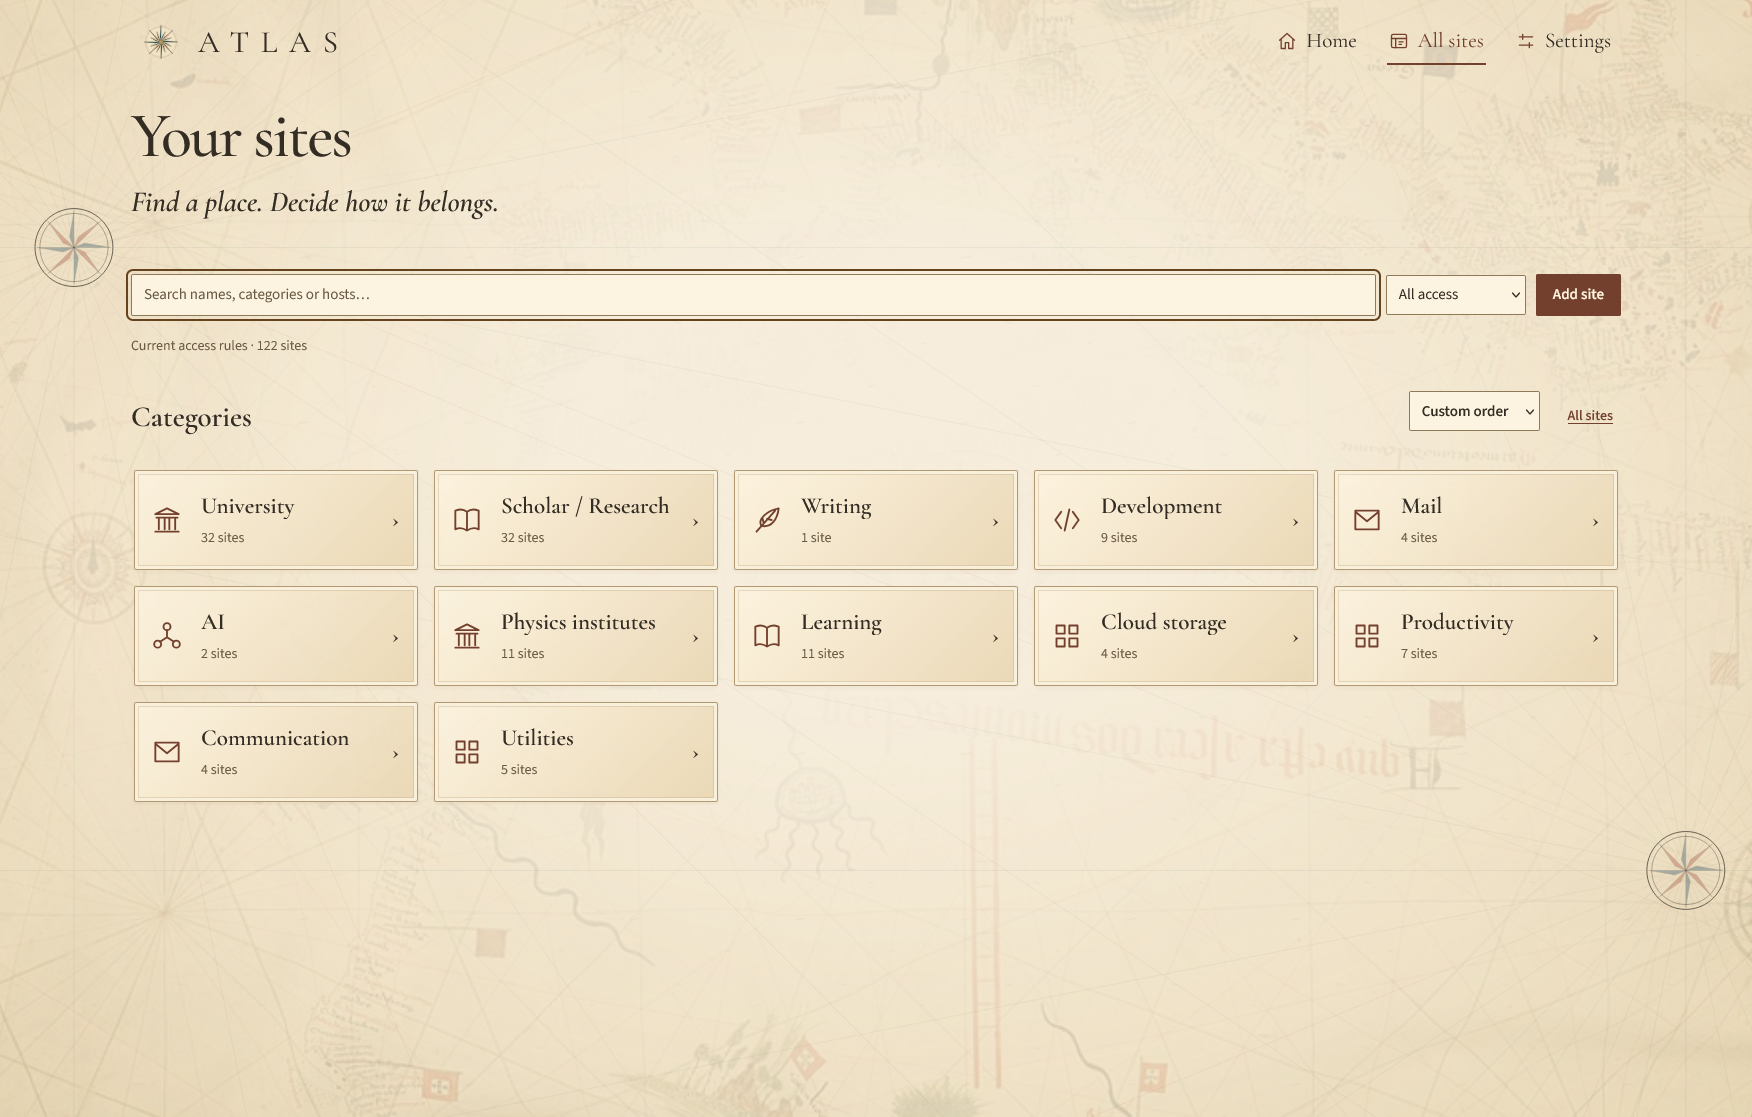 ATLAS
Home
All sites
Settings
Your sites
Find a place. Decide how it belongs.
Search names, categories or hosts…
All access
Add site
Current access rules · 122 sites
Categories
Custom order
All sites
University
32 sites
Scholar / Research
32 sites
Writing
1 site
Development
9 sites
Mail
4 sites
AI
2 sites
Physics institutes
11 sites
Learning
11 sites
Cloud storage
4 sites
Productivity
7 sites
Communication
4 sites
Utilities
5 sites